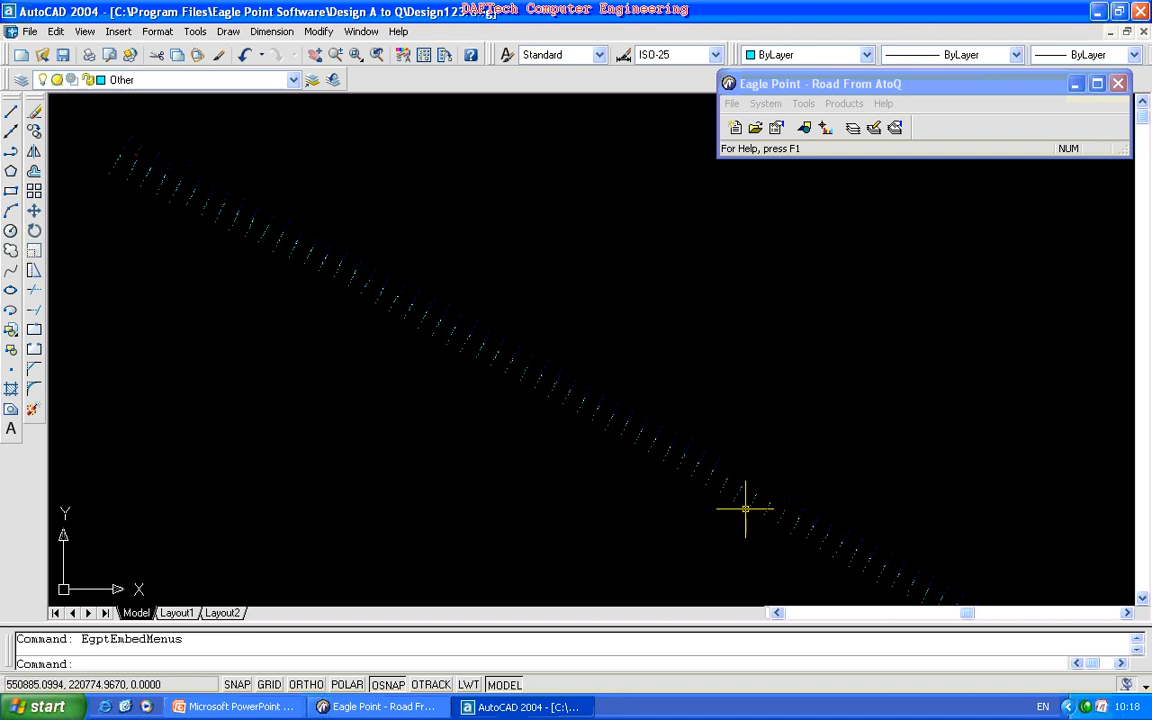 AutoCAD 2004 - [C:\Program Files\Eagle Point Software\Design A to Q\Design123
DAPTech Computer Engineering
File Edit View Insert Format Tools Draw Dimension Modify Window Help
Standard ISO-25 ByLayer ByLayer ByLayer
Other
Eagle Point - Road From AtoQ
File System Tools Products Help
For Help, press F1 NUM
Y
X
Model Layout1 Layout2
Command: EgptEmbedMenus
Command:
550885.0994, 220774.9670, 0.0000 SNAP GRID ORTHO POLAR OSNAP OTRACK LWT MODEL
start Microsoft PowerPoint ... Eagle Point - Road Fr... AutoCAD 2004 - [C:\... EN 10:18